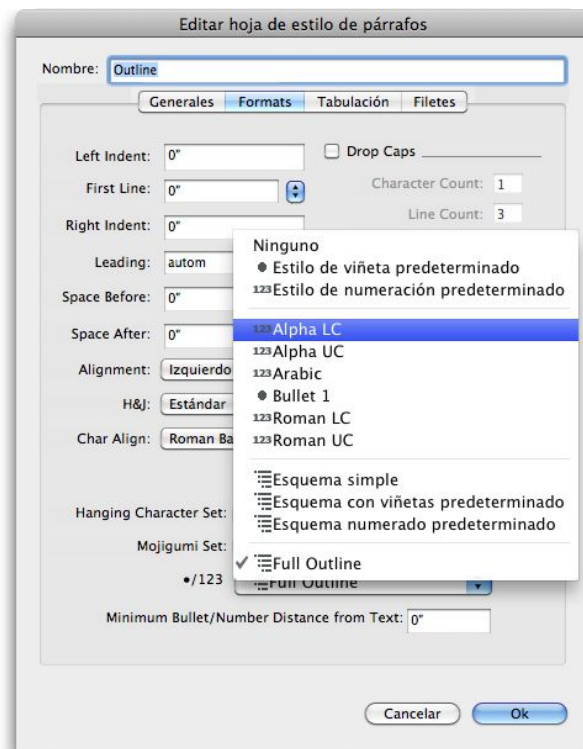 Editar hoja de estilo de párrafos
Nombre: Outline
Generales Formats Tabulación Filetes
Left Indent: 0"
Drop Caps
First Line: 0"
Character Count: 1
Line Count: 3
Right Indent: 0"
Leading: autom
Space Before: 0"
Space After: 0"
Alignment: Izquierdo
H&J: Estándar
Char Align: Roman Ba
Ninguno
Estilo de viñeta predeterminado
123 Estilo de numeración predeterminado
123 Alpha LC
123 Alpha UC
123 Arabic
Bullet 1
123 Roman LC
123 Roman UC
Esquema simple
Esquema con viñetas predeterminado
Esquema numerado predeterminado
Full Outline
Hanging Character Set:
Mojigumi Set:
•/123 Full Outline
Minimum Bullet/Number Distance from Text: 0"
Cancelar Ok